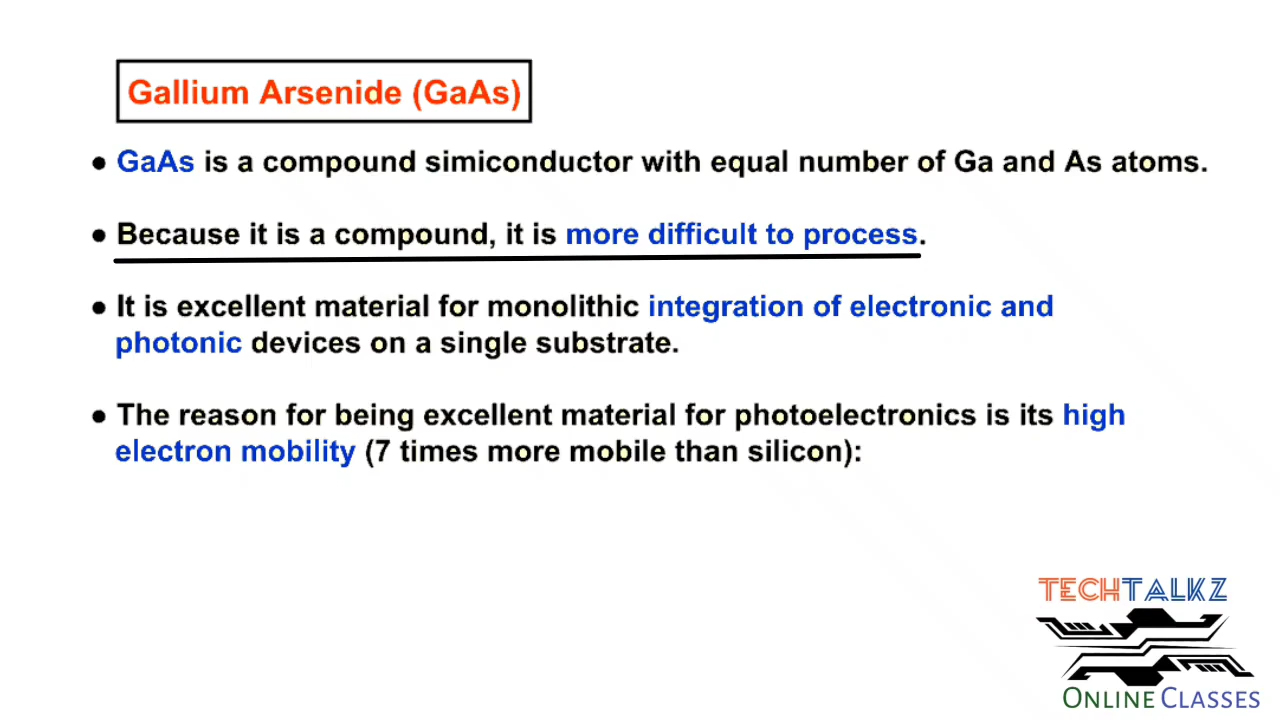 Gallium Arsenide (GaAs)
● GaAs is a compound simiconductor with equal number of Ga and As atoms.
● Because it is a compound, it is more difficult to process.
● It is excellent material for monolithic integration of electronic and
photonic devices on a single substrate.
● The reason for being excellent material for photoelectronics is its high
electron mobility (7 times more mobile than silicon):
TECHTALKZ
ONLINE CLASSES